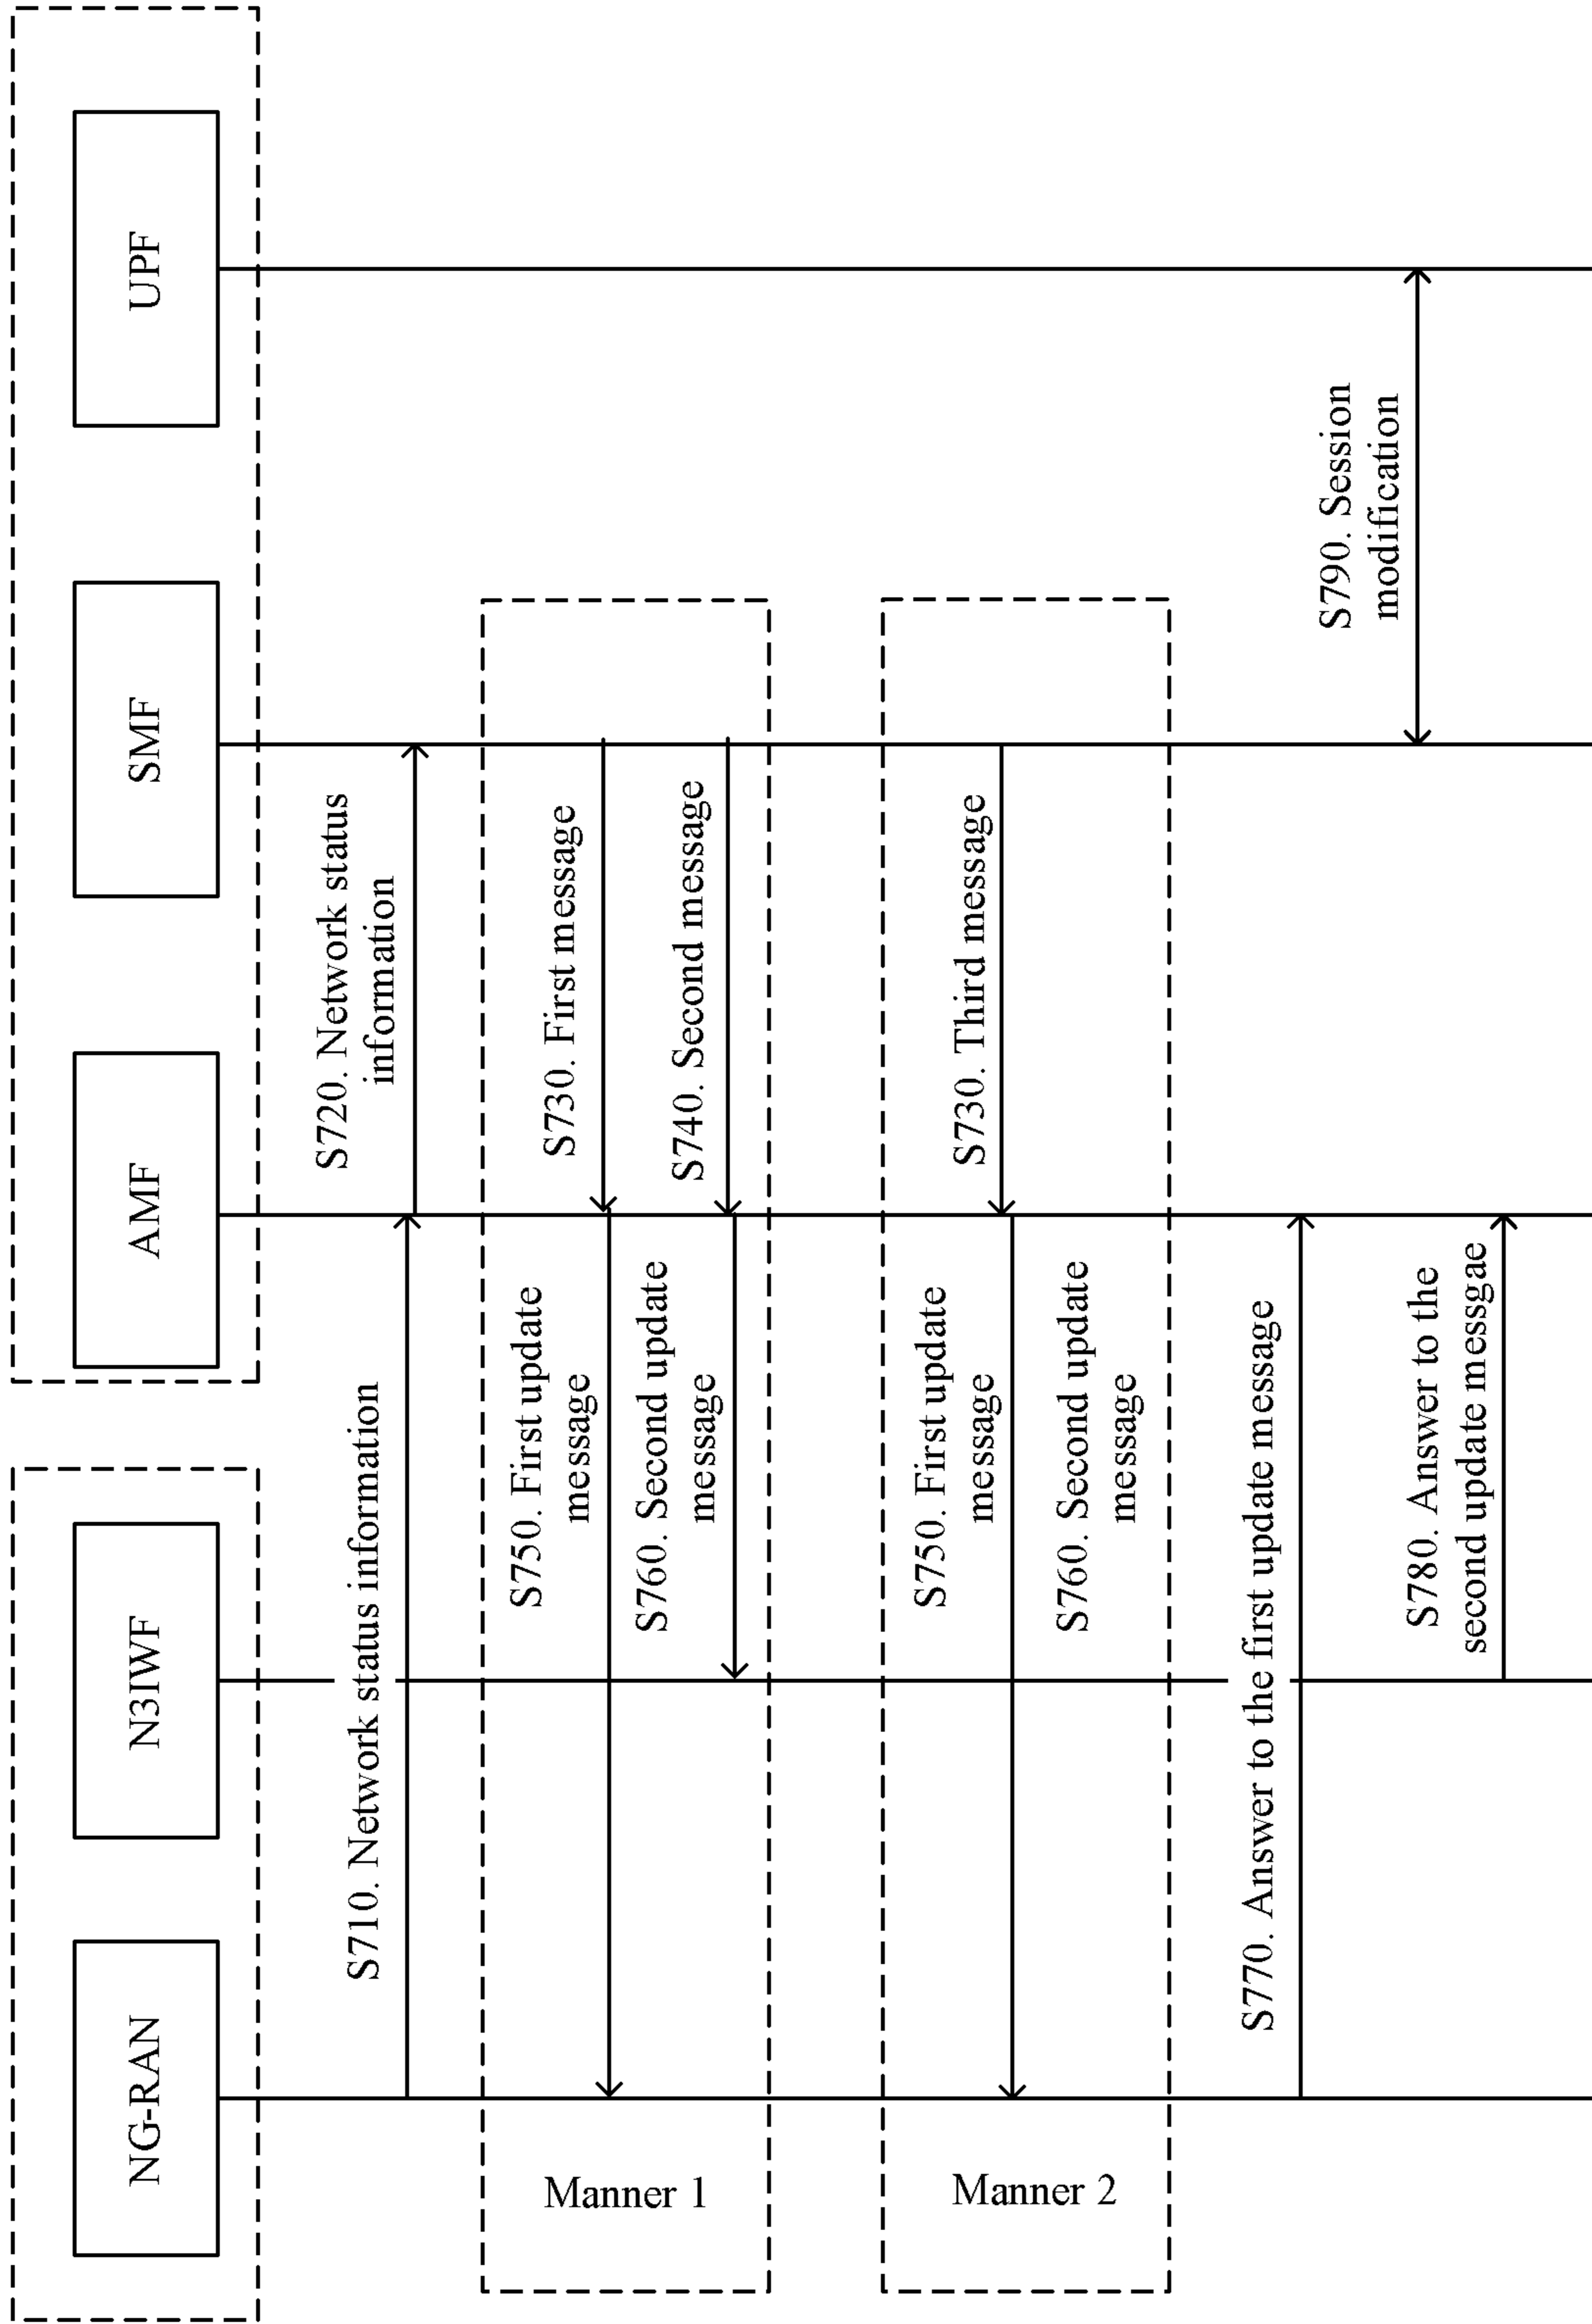 NG-RAN
N3IWF
AMF
SMF
UPF
S710. Network status information
S720. Network status
information
Manner 1
S730. First message
S750. First update
message
S740. Second message
S760. Second update
message
Manner 2
S730. Third message
S750. First update
message
S760. Second update
message
S770. Answer to the first update message
S790. Session
modification
S780. Answer to the
second update messgae